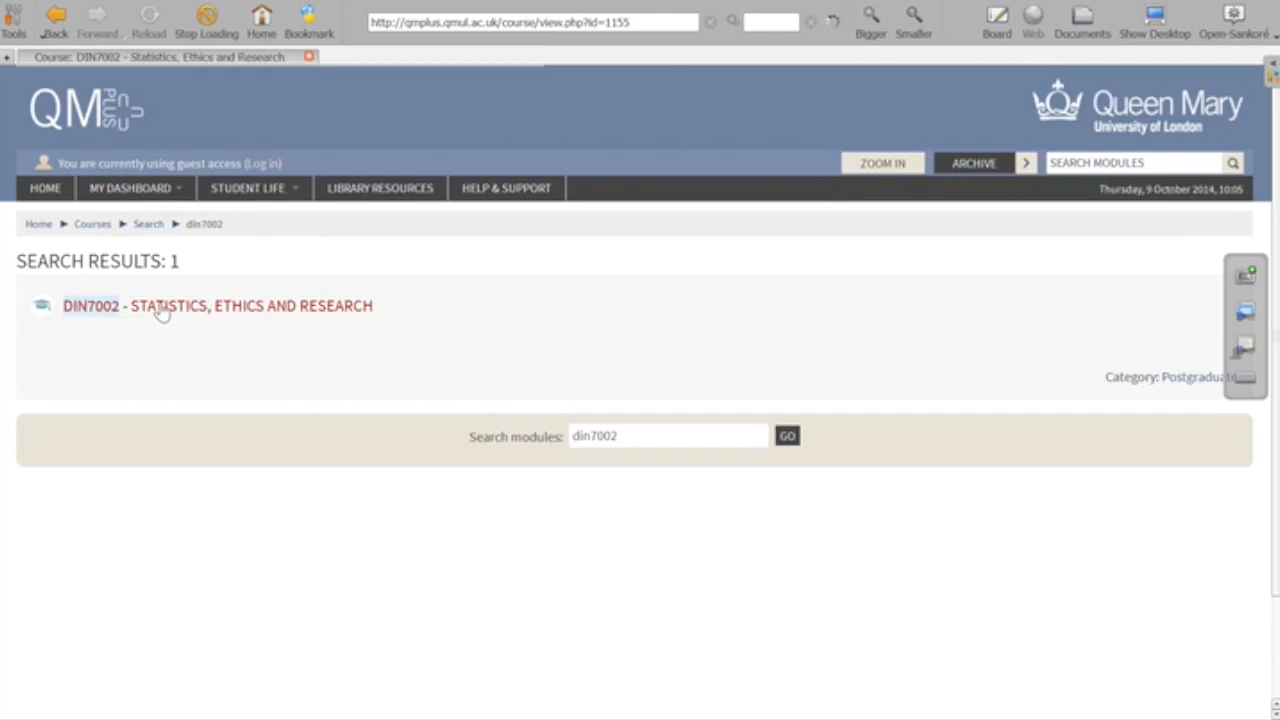 Tools Back Forward Reload Stop Loading Home Bookmark http://qmplus.qmul.ac.uk/course/view.php?id=1155 Bigger Smaller Board Web Documents Show Desktop Open-Sankoré
Course: DIN7002 - Statistics, Ethics and Research
QM PLUS Queen Mary
University of London
You are currently using guest access (Log in) ZOOM IN ARCHIVE SEARCH MODULES
HOME MY DASHBOARD STUDENT LIFE LIBRARY RESOURCES HELP & SUPPORT Thursday, 9 October 2014, 10:05
Home ► Courses ► Search ► din7002
SEARCH RESULTS: 1
DIN7002 - STATISTICS, ETHICS AND RESEARCH
Category: Postgraduate
Search modules: din7002 GO